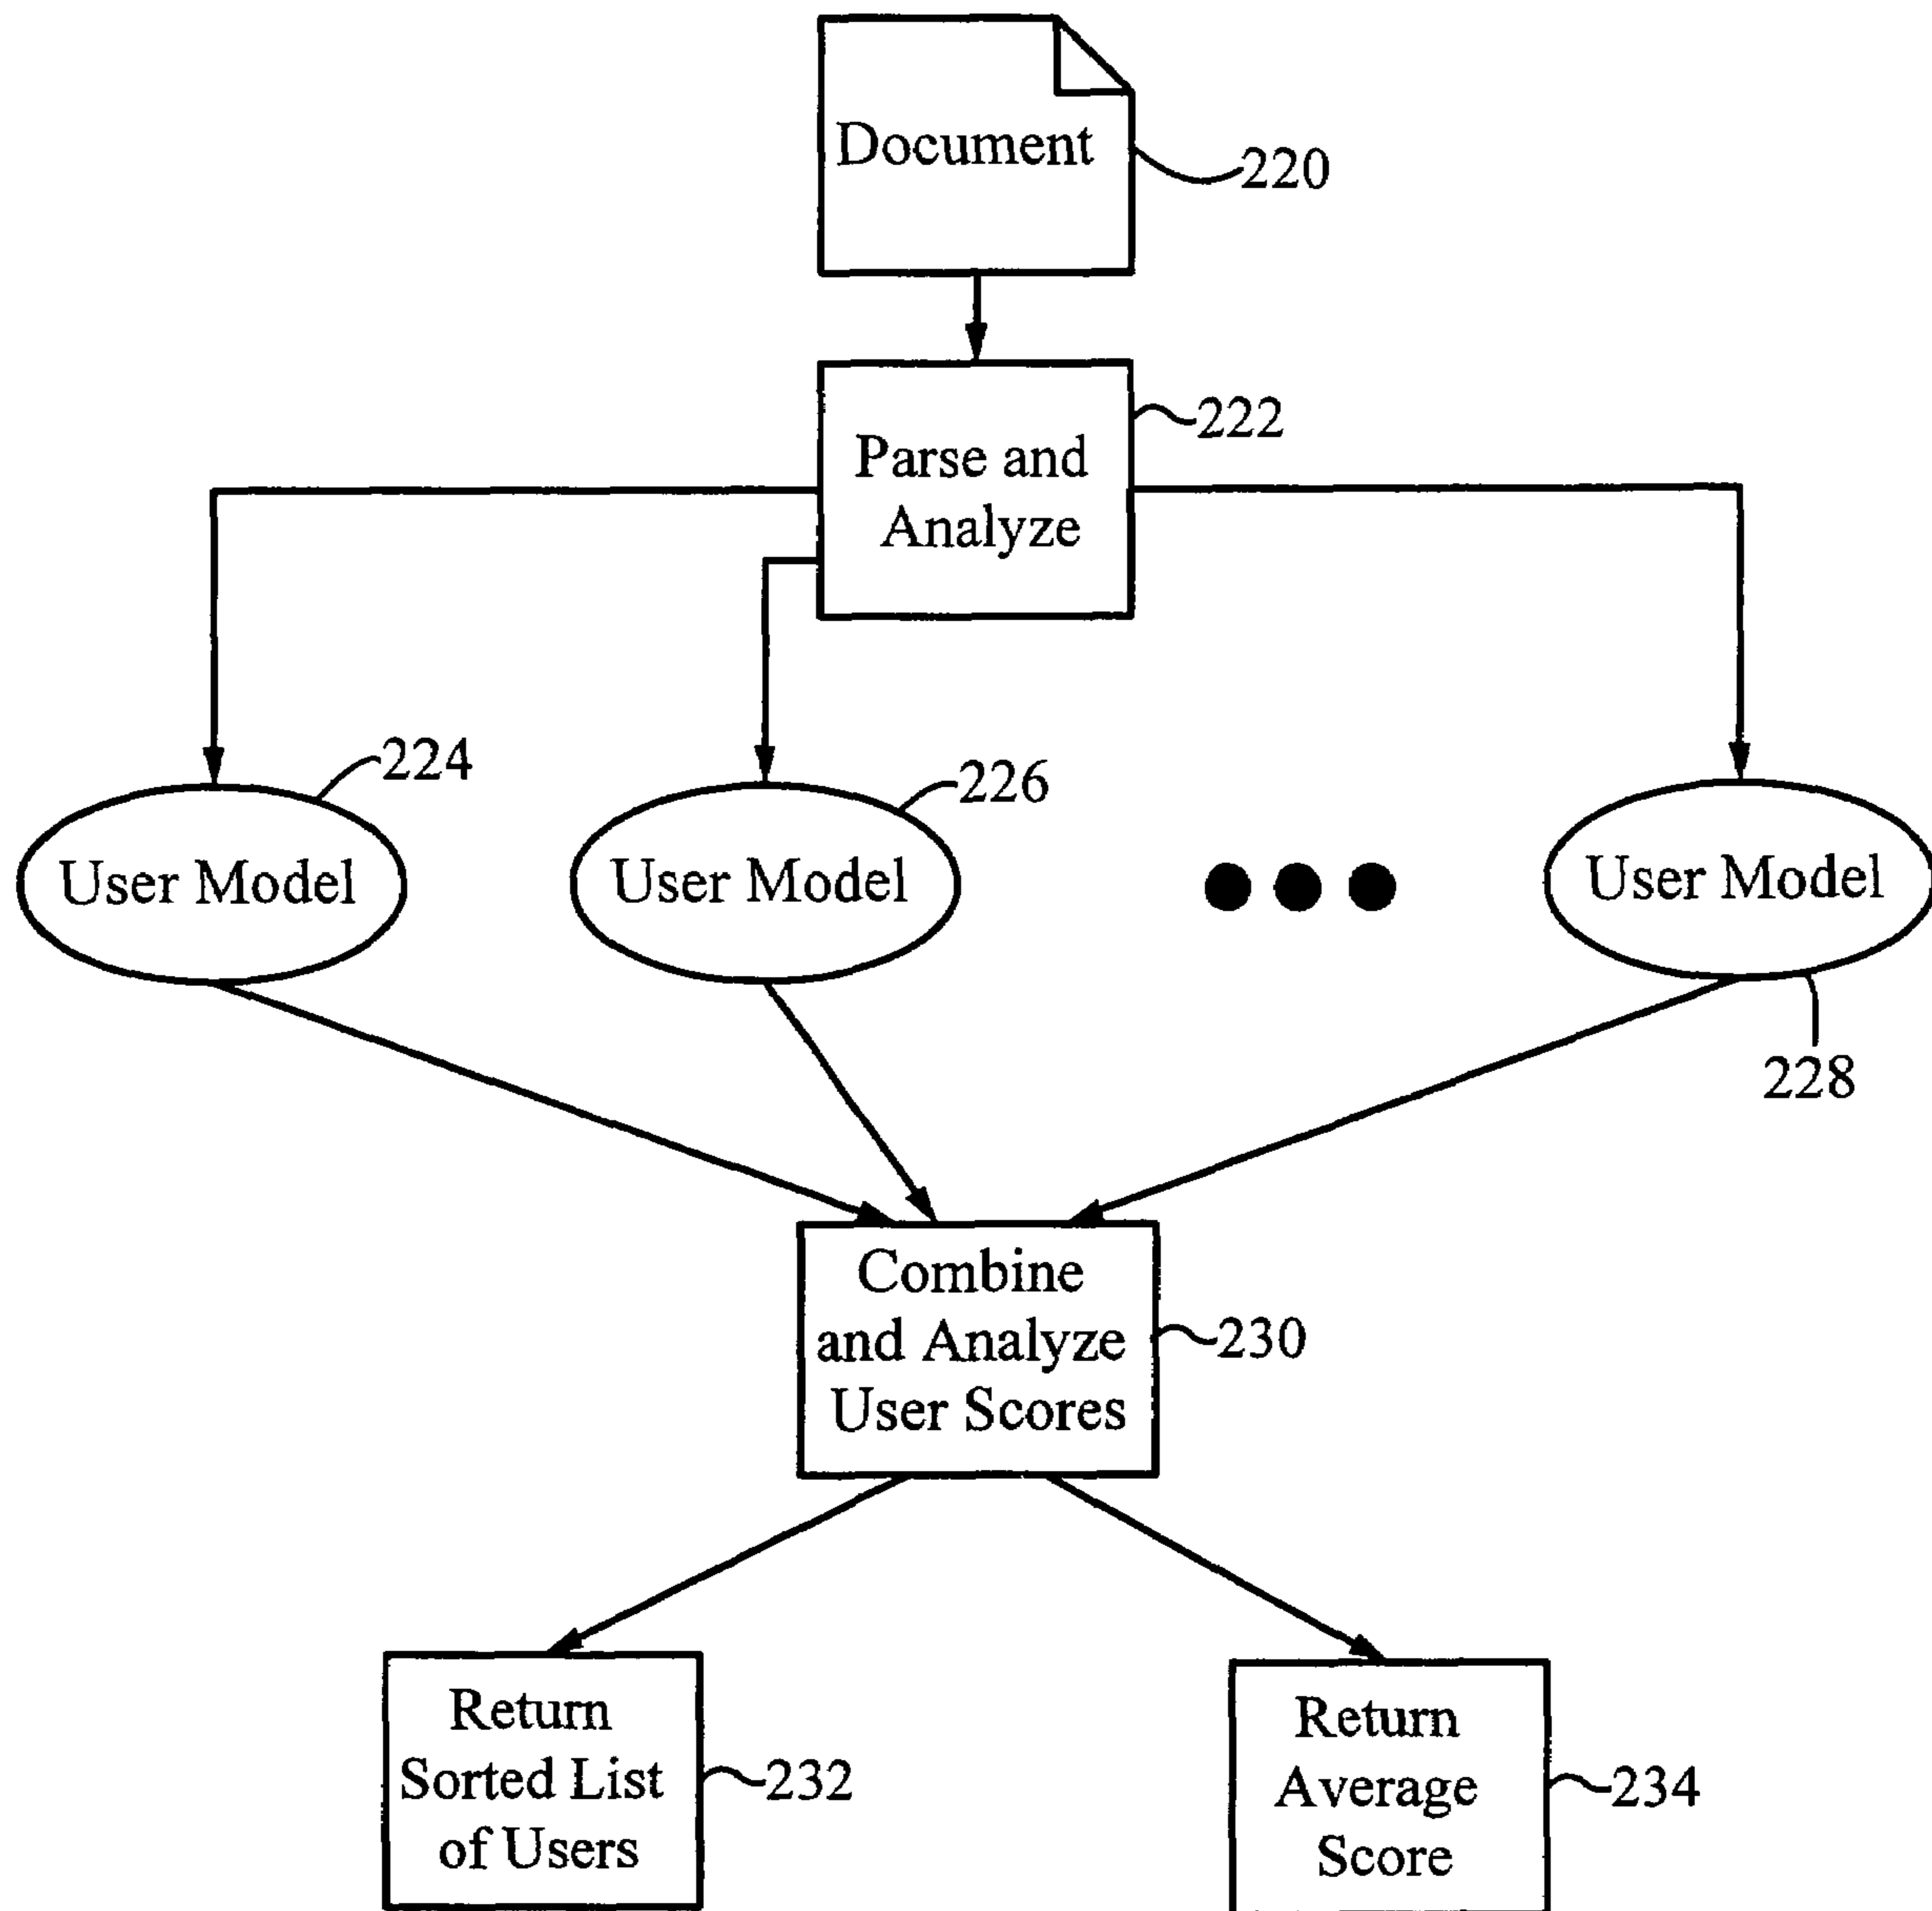 Document
220
Parse and
Analyze
222
224
226
User Model
User Model
User Model
228
Combine
and Analyze
User Scores
230
Return
Sorted List
of Users
232
Return
Average
Score
234